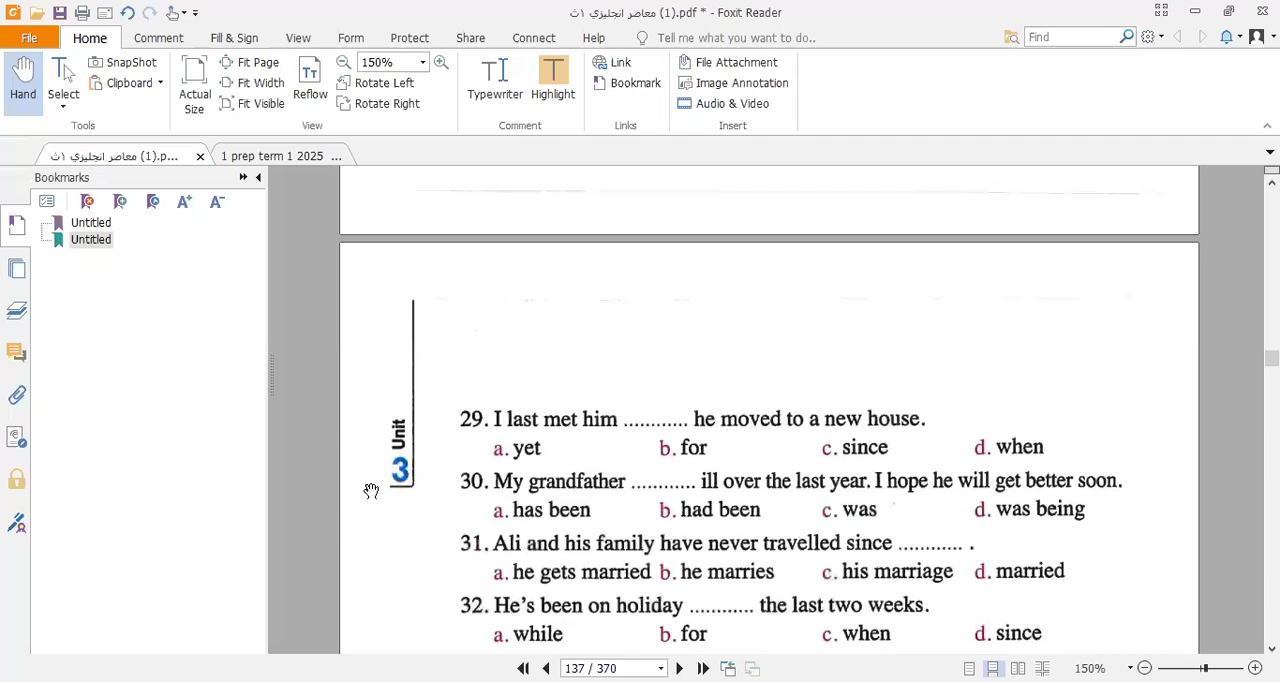 معاصر انجليزي ١ث (1).pdf * - Foxit Reader
File Home Comment Fill & Sign View Form Protect Share Connect Help Tell me what you want to do.. Find
Hand Select SnapShot Clipboard Actual Size Fit Page Fit Width Fit Visible Reflow 150% Rotate Left Rotate Right Typewriter Highlight Link Bookmark File Attachment Image Annotation Audio & Video
Tools View Comment Links Insert
معاصر انجليزي ١ث (1).p... 1 prep term 1 2025 ...
Bookmarks
Untitled
Untitled
Unit 3
29. I last met him ............ he moved to a new house.
a. yet b. for c. since d. when
30. My grandfather ............ ill over the last year. I hope he will get better soon.
a. has been b. had been c. was d. was being
31. Ali and his family have never travelled since ............ .
a. he gets married b. he marries c. his marriage d. married
32. He's been on holiday ............ the last two weeks.
a. while b. for c. when d. since
137 / 370 150%